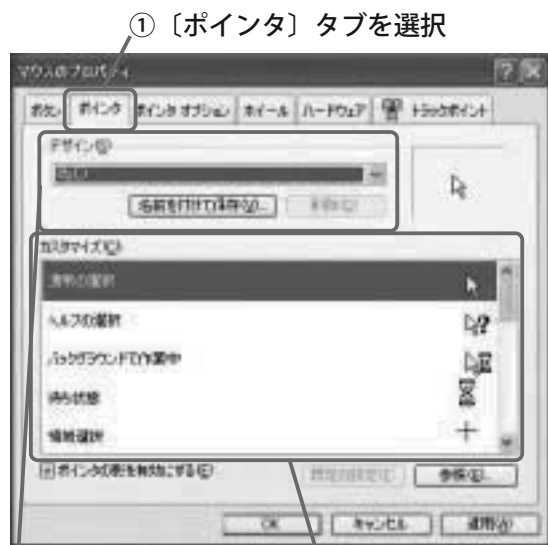 ① 〔ポインタ〕タブを選択
マウスのプロパティ
ボタン ポインタ ポインタ オプション ホイール ハードウェア トラックポイント
デザイン(S)
(なし)
名前を付けて保存(V)... 削除(D)
カスタマイズ(C)
通常の選択
ヘルプの選択
バックグラウンドで作業中
待ち状態
領域選択
ポインタの影を有効にする(E)
既定の設定(F) 参照(B)...
OK キャンセル 適用(A)